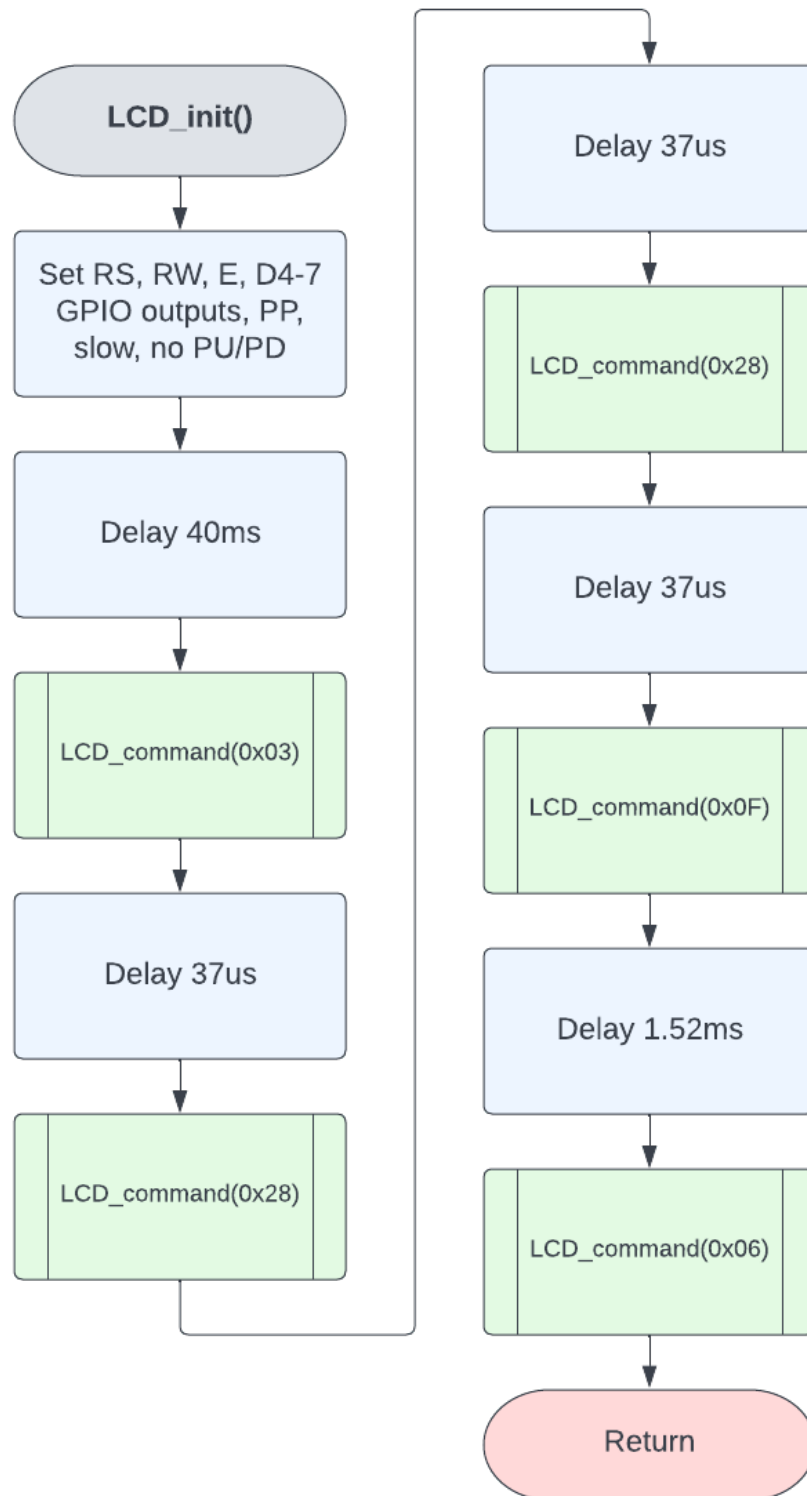 LCD_init()
Set RS, RW, E, D4-7
GPIO outputs, PP,
slow, no PU/PD
Delay 40ms
LCD_command(0x03)
Delay 37us
LCD_command(0x28)
Delay 37us
LCD_command(0x28)
Delay 37us
LCD_command(0x0F)
Delay 1.52ms
LCD_command(0x06)
Return